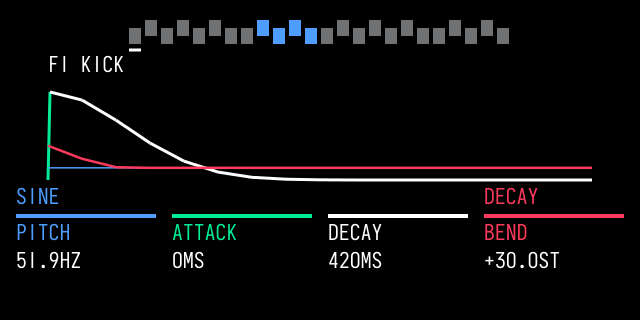 FI KICK
SINE DECAY
PITCH ATTACK DECAY BEND
51.9HZ 0MS 420MS +30.0ST